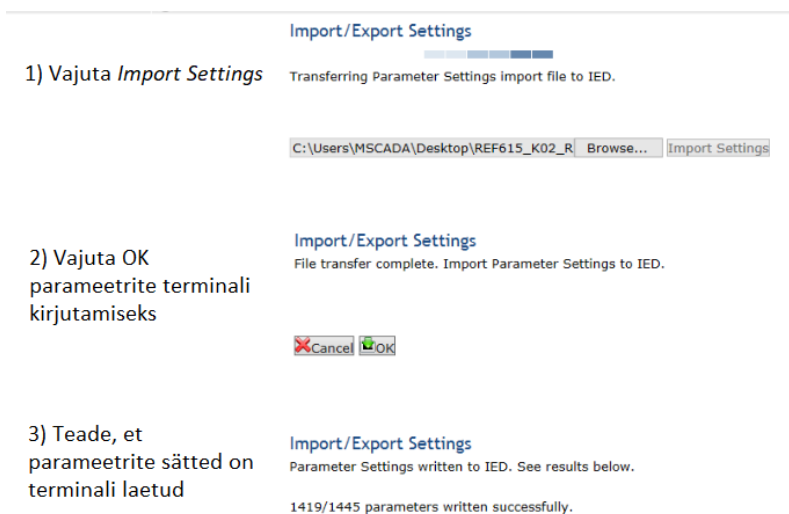 Import/Export Settings
1) Vajuta Import Settings
Transferring Parameter Settings import file to IED.
C:\Users\MSCADA\Desktop\REF615_K02_R Browse... Import Settings
2) Vajuta OK
parameetrite terminali
kirjutamiseks
Import/Export Settings
File transfer complete. Import Parameter Settings to IED.
Cancel OK
3) Teade, et
parameetrite sätted on
terminali laetud
Import/Export Settings
Parameter Settings written to IED. See results below.
1419/1445 parameters written successfully.